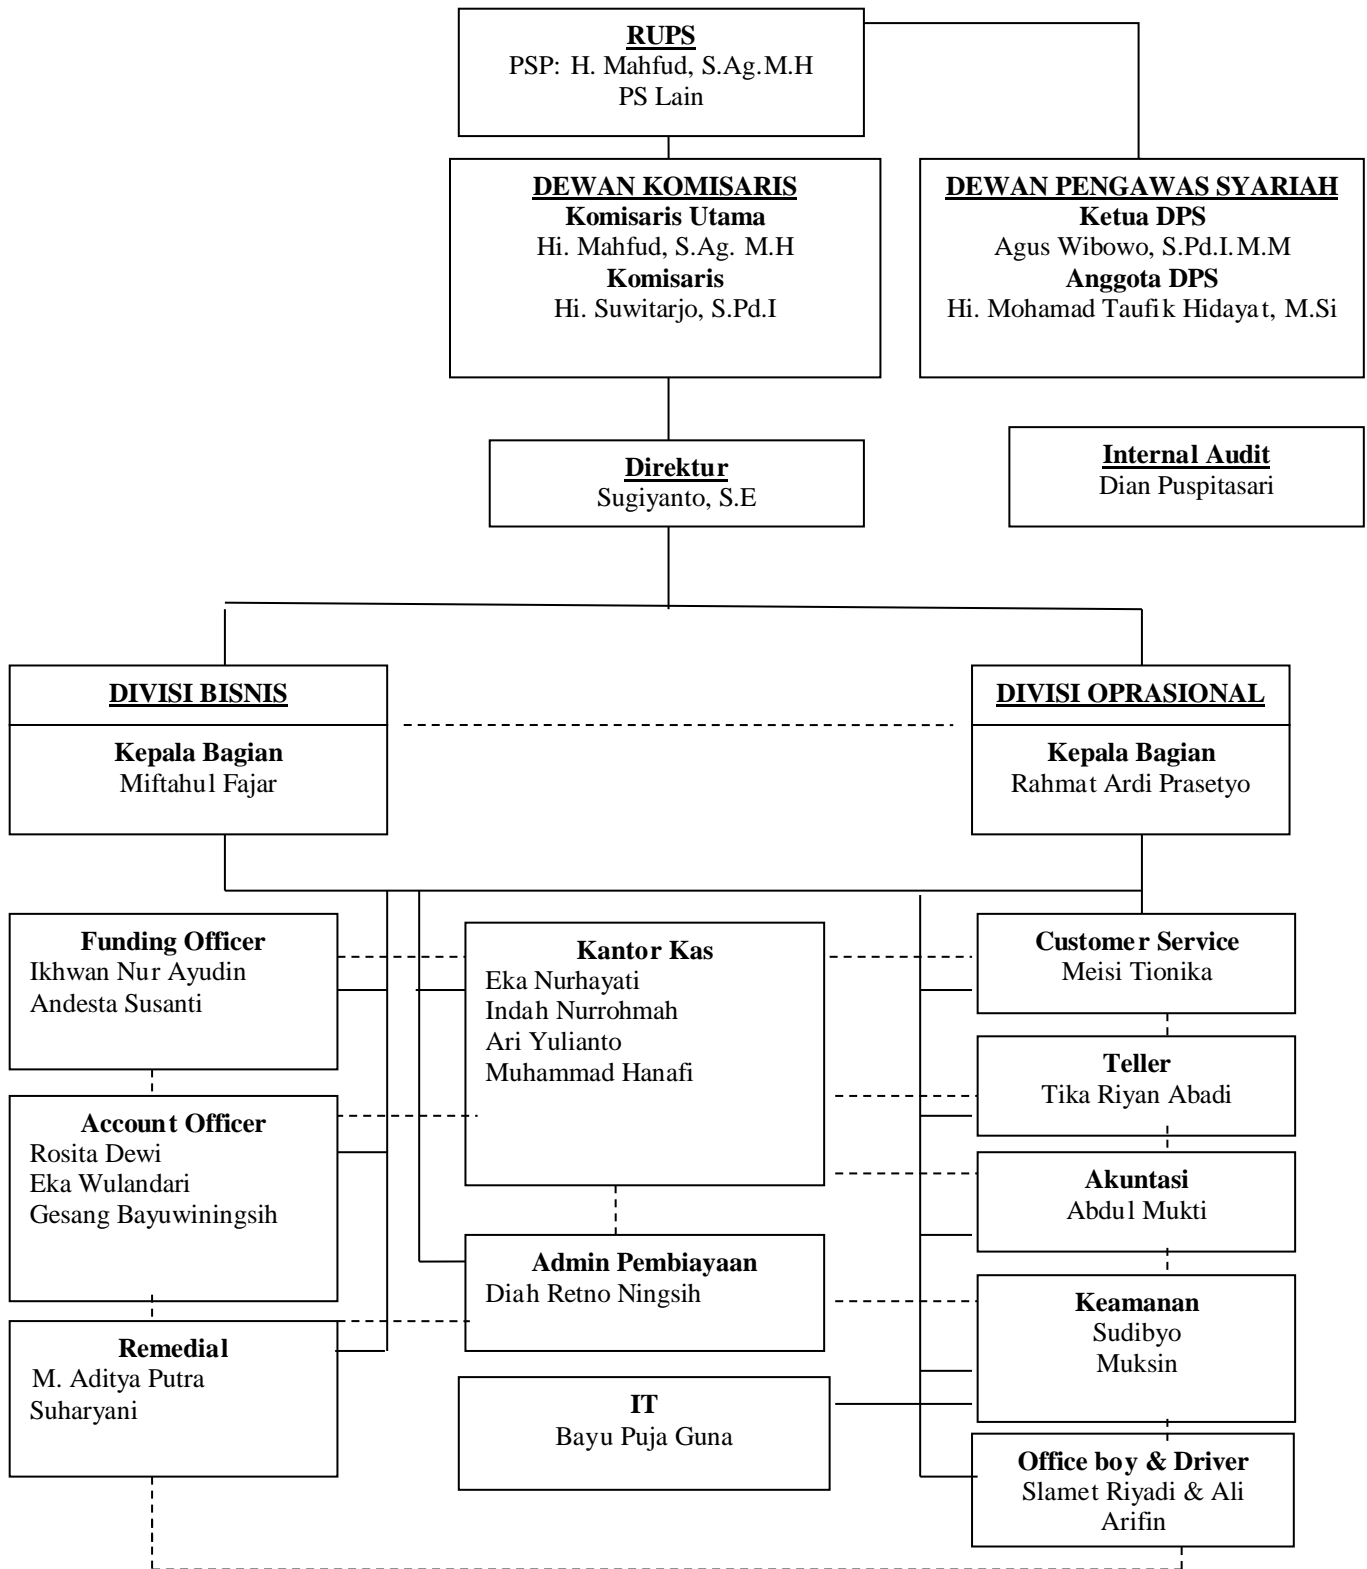 RUPS
PSP: H. Mahfud, S.Ag.M.H
PS Lain
DEWAN KOMISARIS
Komisaris Utama
Hi. Mahfud, S.Ag. M.H
Komisaris
Hi. Suwitarjo, S.Pd.I
DEWAN PENGAWAS SYARIAH
Ketua DPS
Agus Wibowo, S.Pd.I.M.M
Anggota DPS
Hi. Mohamad Taufik Hidayat, M.Si
Direktur
Sugiyanto, S.E
Internal Audit
Dian Puspitasari
DIVISI BISNIS
Kepala Bagian
Miftahul Fajar
DIVISI OPRASIONAL
Kepala Bagian
Rahmat Ardi Prasetyo
Funding Officer
Ikhwan Nur Ayudin
Andesta Susanti
Kantor Kas
Eka Nurhayati
Indah Nurrohmah
Ari Yulianto
Muhammad Hanafi
Customer Service
Meisi Tionika
Teller
Tika Riyan Abadi
Account Officer
Rosita Dewi
Eka Wulandari
Gesang Bayuwiningsih
Akuntasi
Abdul Mukti
Admin Pembiayaan
Diah Retno Ningsih
Keamanan
Sudibyo
Muksin
Remedial
M. Aditya Putra
Suharyani
IT
Bayu Puja Guna
Office boy & Driver
Slamet Riyadi & Ali
Arifin